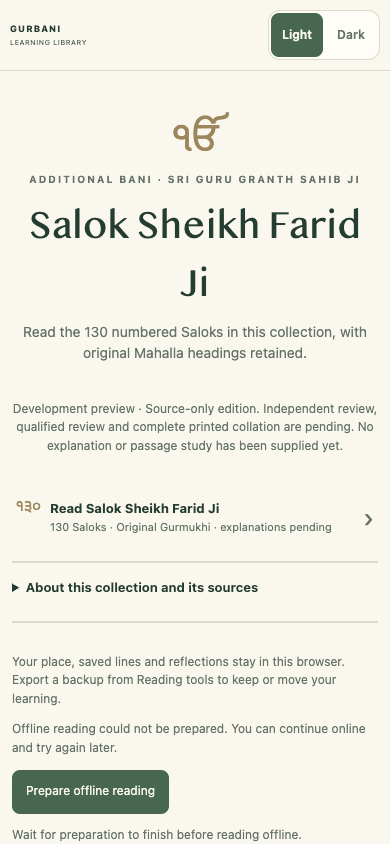 GURBANI
LEARNING LIBRARY
Light
Dark
ੴ
ADDITIONAL BANI · SRI GURU GRANTH SAHIB JI
Salok Sheikh Farid
Ji
Read the 130 numbered Saloks in this collection, with
original Mahalla headings retained.
Development preview · Source-only edition. Independent review,
qualified review and complete printed collation are pending. No
explanation or passage study has been supplied yet.
੧੩੦
Read Salok Sheikh Farid Ji
130 Saloks · Original Gurmukhi · explanations pending
›
▶ About this collection and its sources
Your place, saved lines and reflections stay in this browser.
Export a backup from Reading tools to keep or move your
learning.
Offline reading could not be prepared. You can continue online
and try again later.
Prepare offline reading
Wait for preparation to finish before reading offline.